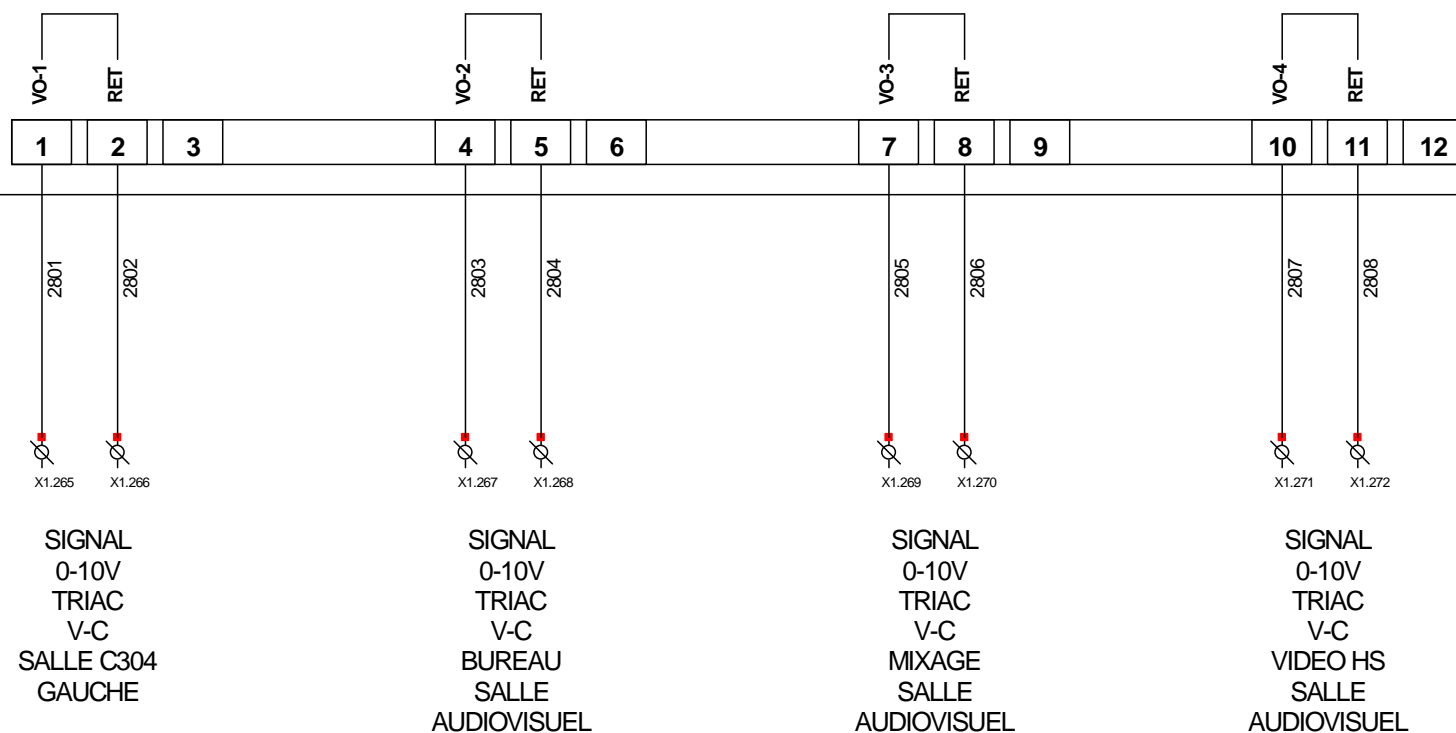 VO-1 RET VO-2 RET VO-3 RET VO-4 RET
1 2 3 4 5 6 7 8 9 10 11 12
2801 2802 2803 2804 2805 2806 2807 2808
X1.265 X1.266 X1.267 X1.268 X1.269 X1.270 X1.271 X1.272
SIGNAL
0-10V
TRIAC
V-C
SALLE C304
GAUCHE
SIGNAL
0-10V
TRIAC
V-C
BUREAU
SALLE
AUDIOVISUEL
SIGNAL
0-10V
TRIAC
V-C
MIXAGE
SALLE
AUDIOVISUEL
SIGNAL
0-10V
TRIAC
V-C
VIDEO HS
SALLE
AUDIOVISUEL